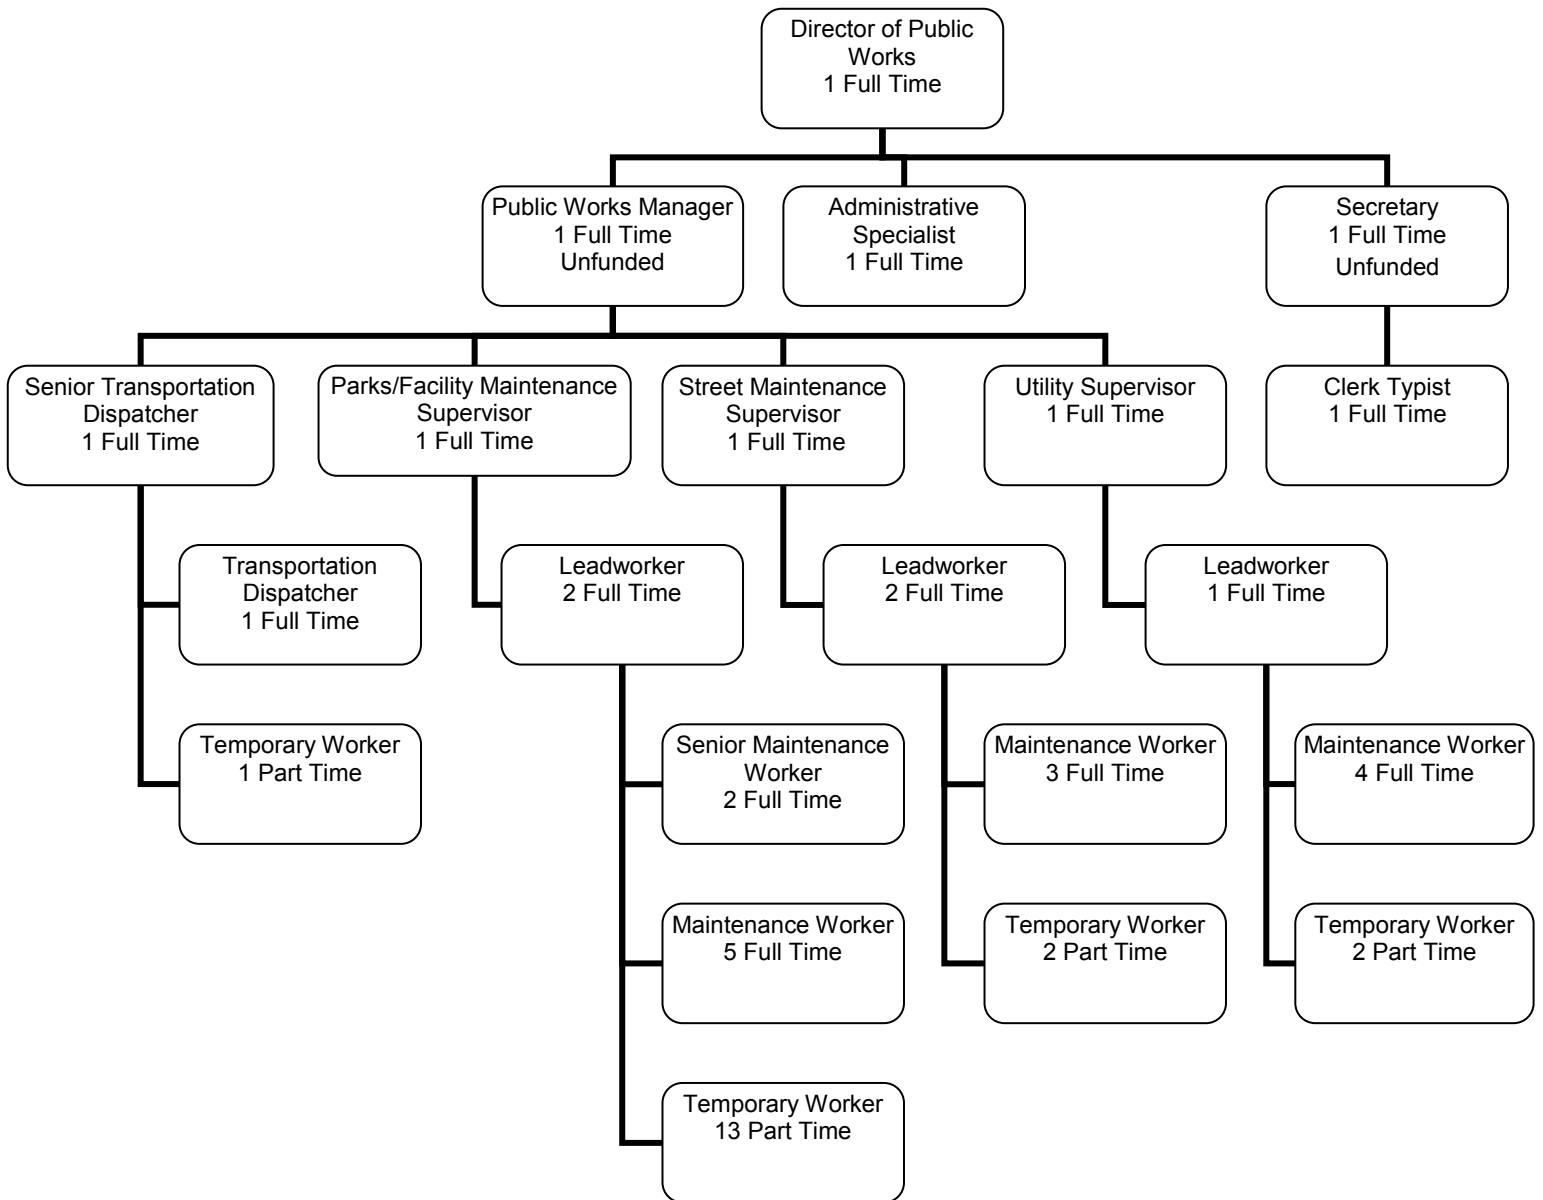 Director of Public
Works
1 Full Time
Public Works Manager
1 Full Time
Unfunded
Administrative
Specialist
1 Full Time
Secretary
1 Full Time
Unfunded
Senior Transportation
Dispatcher
1 Full Time
Parks/Facility Maintenance
Supervisor
1 Full Time
Street Maintenance
Supervisor
1 Full Time
Utility Supervisor
1 Full Time
Clerk Typist
1 Full Time
Transportation
Dispatcher
1 Full Time
Leadworker
2 Full Time
Leadworker
2 Full Time
Leadworker
1 Full Time
Temporary Worker
1 Part Time
Senior Maintenance
Worker
2 Full Time
Maintenance Worker
3 Full Time
Maintenance Worker
4 Full Time
Maintenance Worker
5 Full Time
Temporary Worker
2 Part Time
Temporary Worker
2 Part Time
Temporary Worker
13 Part Time